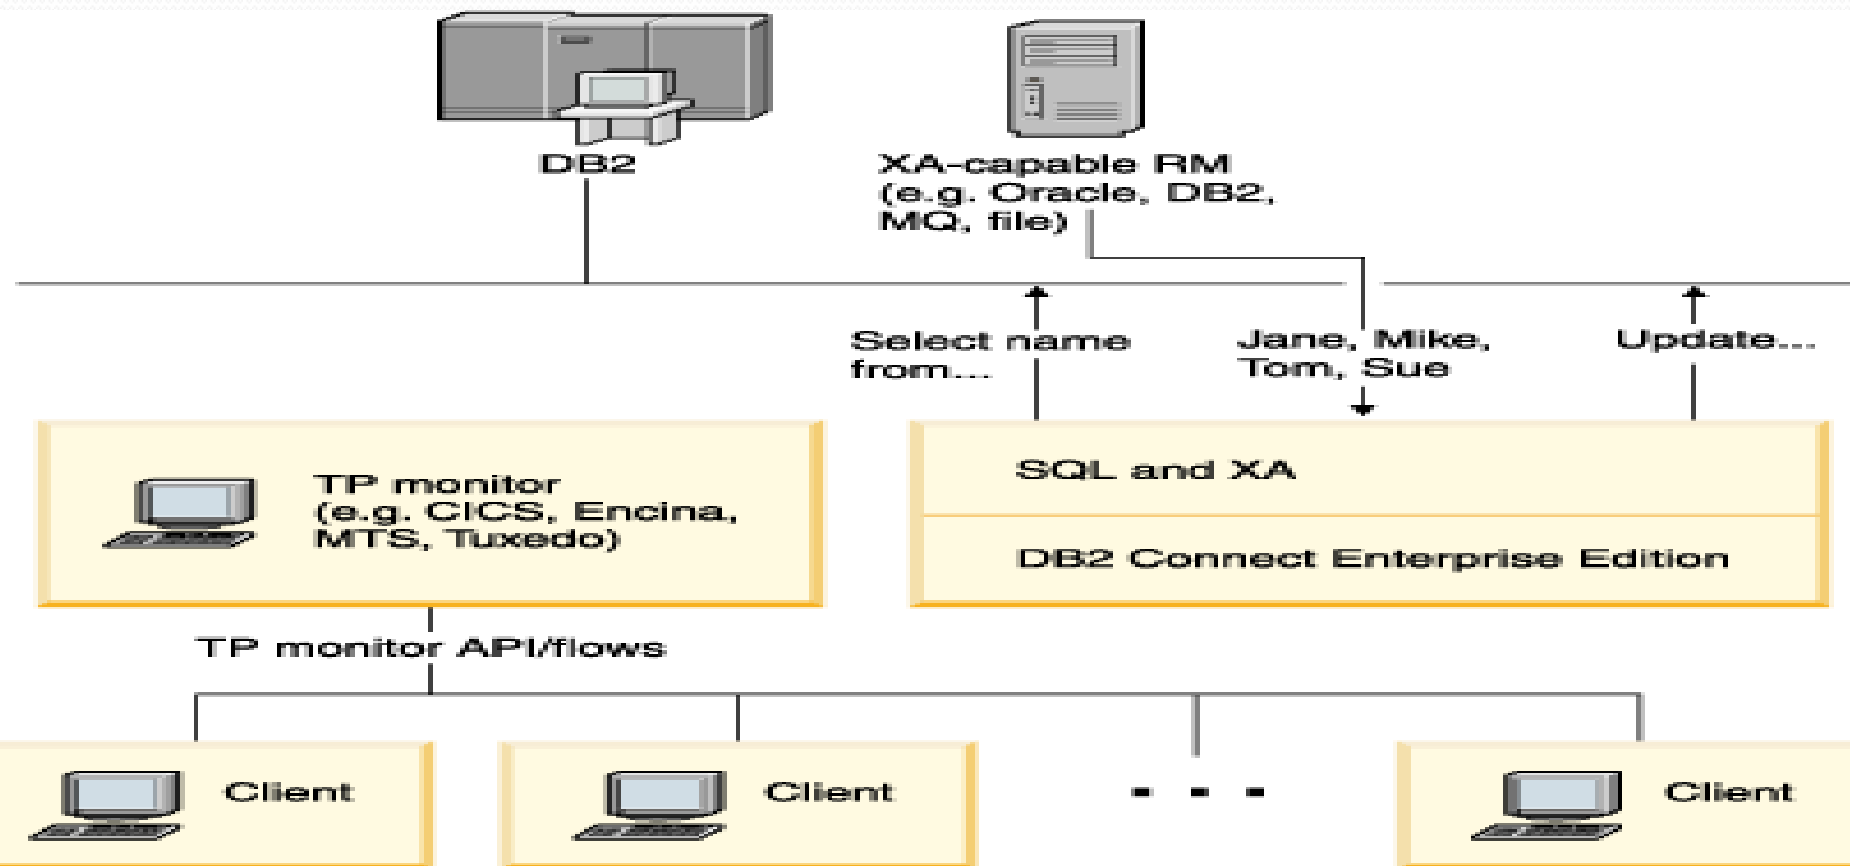 DB2
XA-capable RM
(e.g. Oracle, DB2,
MQ, file)
Select name
from...
Jane, Mike,
Tom, Sue
Update...
TP monitor
(e.g. CICS, Encina,
MTS, Tuxedo)
SQL and XA
DB2 Connect Enterprise Edition
TP monitor API/flows
Client
Client
Client